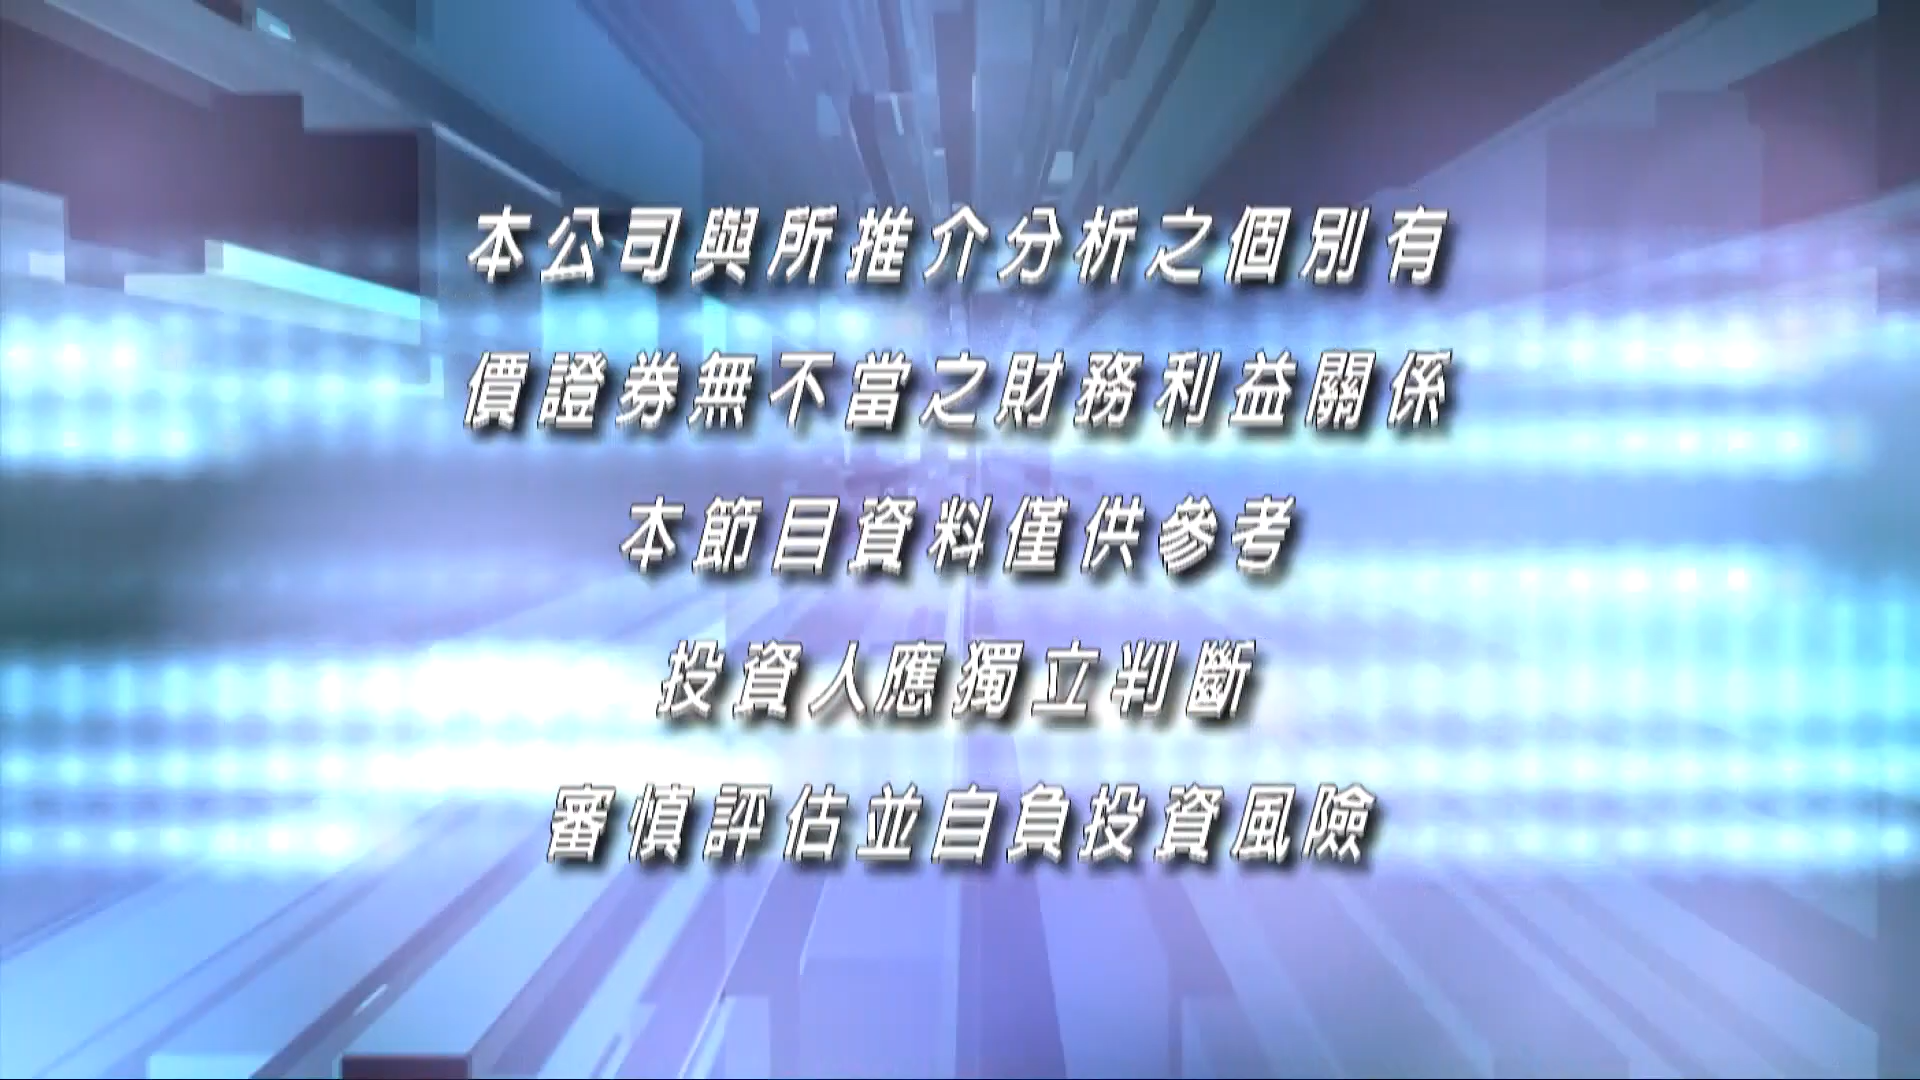 本公司與所推介分析之個別有
價證券無不當之財務利益關係
本節目資料僅供參考
投資人應獨立判斷
審慎評估並自負投資風險